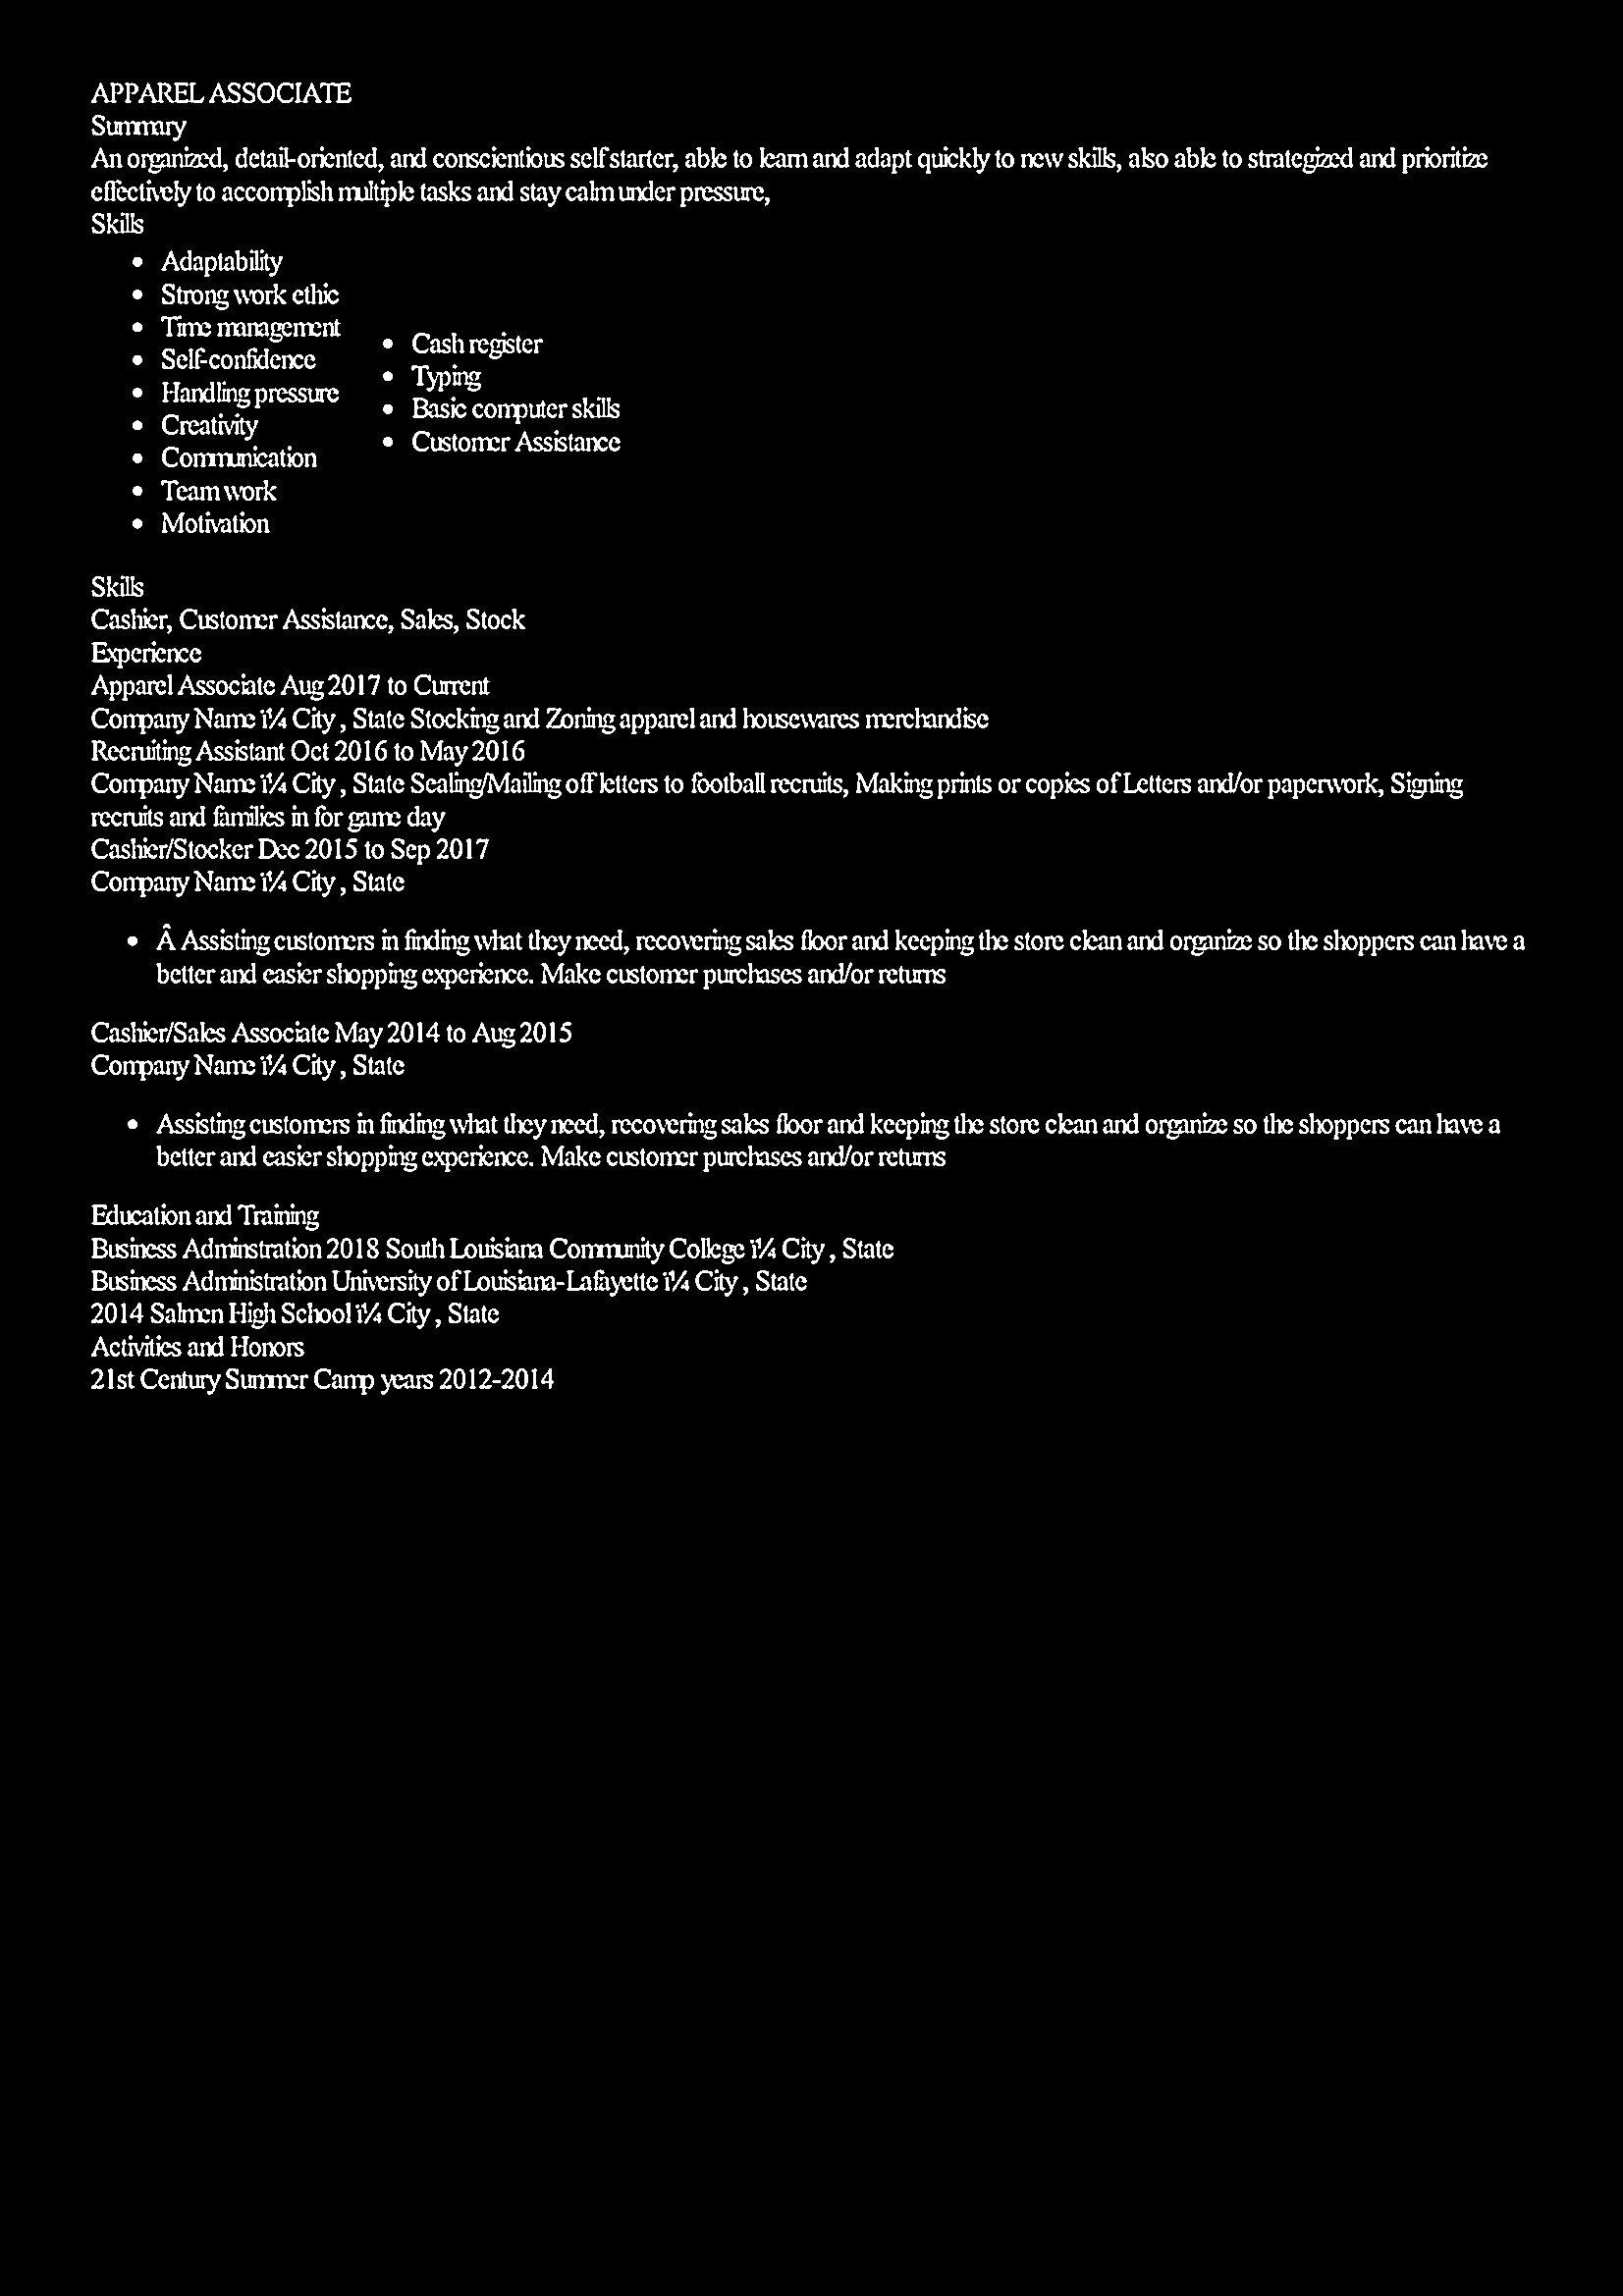 APPAREL ASSOCIATE
Summary
An organized, detail-oriented, and conscientious self starter, able to learn and adapt quickly to new skills, also able to strategized and prioritize
effectively to accomplish multiple tasks and stay calm under pressure,
Skills
• Adaptability
• Strong work ethic
• Time management
• Self-confidence
• Handling pressure
• Creativity
• Communication
• Team work
• Motivation
• Cash register
• Typing
• Basic computer skills
• Customer Assistance
Skills
Cashier, Customer Assistance, Sales, Stock
Experience
Apparel Associate Aug 2017 to Current
Company Name ï¼ City , State Stocking and Zoning apparel and housewares merchandise
Recruiting Assistant Oct 2016 to May 2016
Company Name ï¼ City , State Sealing/Mailing off letters to football recruits, Making prints or copies of Letters and/or paperwork, Signing
recruits and families in for game day
Cashier/Stocker Dec 2015 to Sep 2017
Company Name ï¼ City , State
• Â Assisting customers in finding what they need, recovering sales floor and keeping the store clean and organize so the shoppers can have a
better and easier shopping experience. Make customer purchases and/or returns
Cashier/Sales Associate May 2014 to Aug 2015
Company Name ï¼ City , State
• Assisting customers in finding what they need, recovering sales floor and keeping the store clean and organize so the shoppers can have a
better and easier shopping experience. Make customer purchases and/or returns
Education and Training
Business Adminstration 2018 South Louisiana Community College ï¼ City , State
Business Administration University of Louisiana-Lafayette ï¼ City , State
2014 Salmen High School ï¼ City , State
Activities and Honors
21st Century Summer Camp years 2012-2014